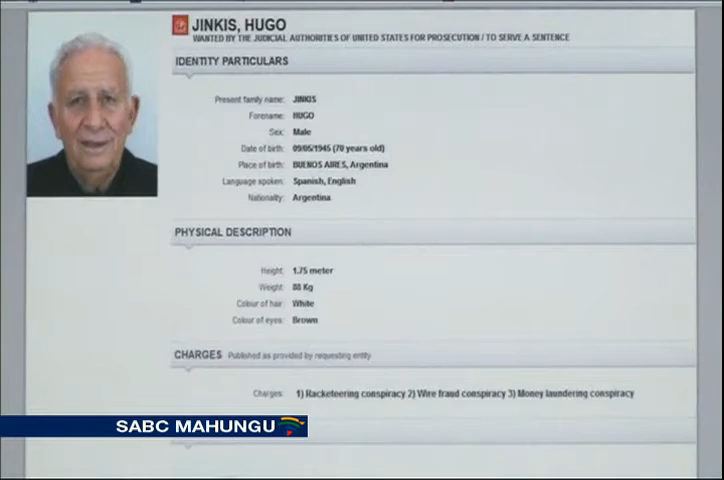 JINKIS, HUGO
WANTED BY THE JUDICIAL AUTHORITIES OF UNITED STATES FOR PROSECUTION / TO SERVE A SENTENCE
IDENTITY PARTICULARS
Present family name: JINKIS
Forename: HUGO
Sex: Male
Date of birth: 09/05/1945 (70 years old)
Place of birth: BUENOS AIRES, Argentina
Language spoken: Spanish, English
Nationality: Argentina
PHYSICAL DESCRIPTION
Height: 1.75 meter
Weight: 88 Kg
Colour of hair: White
Colour of eyes: Brown
CHARGES Published as provided by requesting entity
Charges: 1) Racketeering conspiracy 2) Wire fraud conspiracy 3) Money laundering conspiracy
SABC MAHUNGU